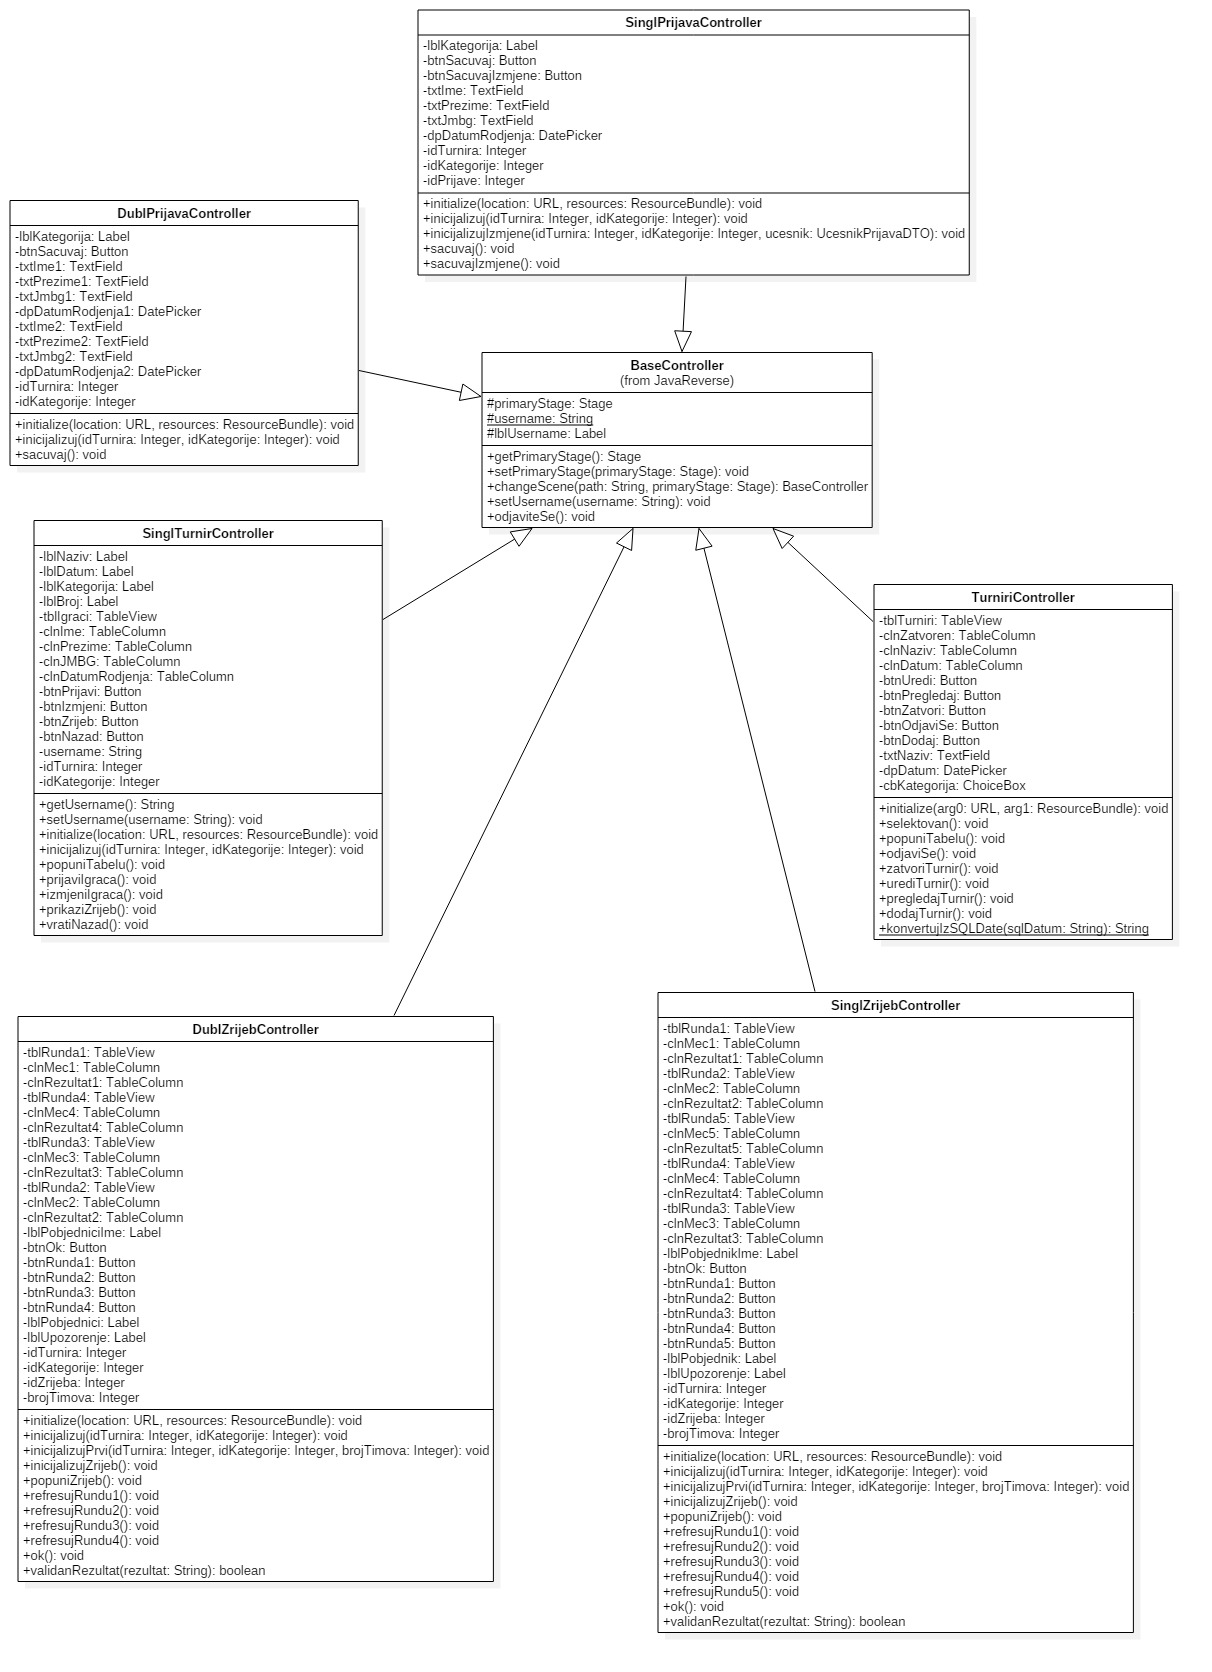 SinglPrijavaController
-lblKategorija: Label
-btnSacuvaj: Button
-btnSacuvajIzmjene: Button
-txtIme: TextField
-txtPrezime: TextField
-txtJmbg: TextField
-dpDatumRodjenja: DatePicker
-idTurnira: Integer
-idKategorije: Integer
-idPrijave: Integer
+initialize(location: URL, resources: ResourceBundle): void
+inicijalizuj(idTurnira: Integer, idKategorije: Integer): void
+inicijalizujIzmjene(idTurnira: Integer, idKategorije: Integer, ucesnik: UcesnikPrijavaDTO): void
+sacuvaj(): void
+sacuvajIzmjene(): void
DublPrijavaController
-lblKategorija: Label
-btnSacuvaj: Button
-txtIme1: TextField
-txtPrezime1: TextField
-txtJmbg1: TextField
-dpDatumRodjenja1: DatePicker
-txtIme2: TextField
-txtPrezime2: TextField
-txtJmbg2: TextField
-dpDatumRodjenja2: DatePicker
-idTurnira: Integer
-idKategorije: Integer
+initialize(location: URL, resources: ResourceBundle): void
+inicijalizuj(idTurnira: Integer, idKategorije: Integer): void
+sacuvaj(): void
BaseController
(from JavaReverse)
#primaryStage: Stage
#username: String
#lblUsername: Label
+getPrimaryStage(): Stage
+setPrimaryStage(primaryStage: Stage): void
+changeScene(path: String, primaryStage: Stage): BaseController
+setUsername(username: String): void
+odjaviteSe(): void
SinglTurnirController
-lblNaziv: Label
-lblDatum: Label
-lblKategorija: Label
-lblBroj: Label
-tblIgraci: TableView
-clnIme: TableColumn
-clnPrezime: TableColumn
-clnJMBG: TableColumn
-clnDatumRodjenja: TableColumn
-btnPrijavi: Button
-btnIzmjeni: Button
-btnZrijeb: Button
-btnNazad: Button
-username: String
-idTurnira: Integer
-idKategorije: Integer
+getUsername(): String
+setUsername(username: String): void
+initialize(location: URL, resources: ResourceBundle): void
+inicijalizuj(idTurnira: Integer, idKategorije: Integer): void
+popuniTabelu(): void
+prijaviIgraca(): void
+izmjeniIgraca(): void
+prikaziZrijeb(): void
+vratiNazad(): void
TurniriController
-tblTurniri: TableView
-clnZatvoren: TableColumn
-clnNaziv: TableColumn
-clnDatum: TableColumn
-btnUredi: Button
-btnPregledaj: Button
-btnZatvori: Button
-btnOdjaviSe: Button
-btnDodaj: Button
-txtNaziv: TextField
-dpDatum: DatePicker
-cbKategorija: ChoiceBox
+initialize(arg0: URL, arg1: ResourceBundle): void
+selektovan(): void
+popuniTabelu(): void
+odjaviSe(): void
+zatvoriTurnir(): void
+urediTurnir(): void
+pregledajTurnir(): void
+dodajTurnir(): void
+konvertujIzSQLDate(sqlDatum: String): String
DublZrijebController
-tblRunda1: TableView
-clnMec1: TableColumn
-clnRezultat1: TableColumn
-tblRunda4: TableView
-clnMec4: TableColumn
-clnRezultat4: TableColumn
-tblRunda3: TableView
-clnMec3: TableColumn
-clnRezultat3: TableColumn
-tblRunda2: TableView
-clnMec2: TableColumn
-clnRezultat2: TableColumn
-lblPobjedniciIme: Label
-btnOk: Button
-btnRunda1: Button
-btnRunda2: Button
-btnRunda3: Button
-btnRunda4: Button
-lblPobjednici: Label
-lblUpozorenje: Label
-idTurnira: Integer
-idKategorije: Integer
-idZrijeba: Integer
-brojTimova: Integer
+initialize(location: URL, resources: ResourceBundle): void
+inicijalizuj(idTurnira: Integer, idKategorije: Integer): void
+inicijalizujPrvi(idTurnira: Integer, idKategorije: Integer, brojTimova: Integer): void
+inicijalizujZrijeb(): void
+popuniZrijeb(): void
+refresujRundu1(): void
+refresujRundu2(): void
+refresujRundu3(): void
+refresujRundu4(): void
+ok(): void
+validanRezultat(rezultat: String): boolean
SinglZrijebController
-tblRunda1: TableView
-clnMec1: TableColumn
-clnRezultat1: TableColumn
-tblRunda2: TableView
-clnMec2: TableColumn
-clnRezultat2: TableColumn
-tblRunda5: TableView
-clnMec5: TableColumn
-clnRezultat5: TableColumn
-tblRunda4: TableView
-clnMec4: TableColumn
-clnRezultat4: TableColumn
-tblRunda3: TableView
-clnMec3: TableColumn
-clnRezultat3: TableColumn
-lblPobjednikIme: Label
-btnOk: Button
-btnRunda1: Button
-btnRunda2: Button
-btnRunda3: Button
-btnRunda4: Button
-btnRunda5: Button
-lblPobjednik: Label
-lblUpozorenje: Label
-idTurnira: Integer
-idKategorije: Integer
-idZrijeba: Integer
-brojTimova: Integer
+initialize(location: URL, resources: ResourceBundle): void
+inicijalizuj(idTurnira: Integer, idKategorije: Integer): void
+inicijalizujPrvi(idTurnira: Integer, idKategorije: Integer, brojTimova: Integer): void
+inicijalizujZrijeb(): void
+popuniZrijeb(): void
+refresujRundu1(): void
+refresujRundu2(): void
+refresujRundu3(): void
+refresujRundu4(): void
+refresujRundu5(): void
+ok(): void
+validanRezultat(rezultat: String): boolean